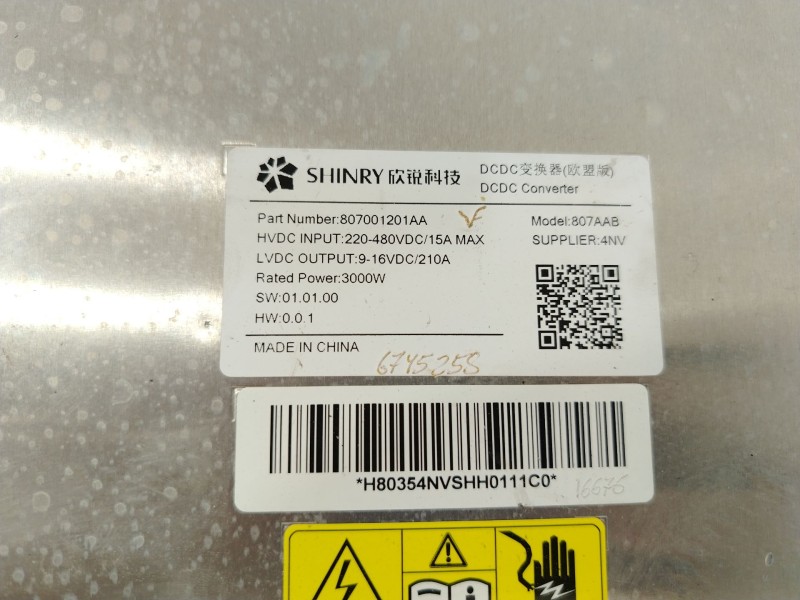 SHINRY 欣锐科技
DCDC变换器(欧盟版)
DCDC Converter
Part Number:807001201AA
Model:807AAB
HVDC INPUT:220-480VDC/15A MAX
SUPPLIER:4NV
LVDC OUTPUT:9-16VDC/210A
Rated Power:3000W
SW:01.01.00
HW:0.0.1
MADE IN CHINA
674525S
*H80354NVSHH0111C0*
16676